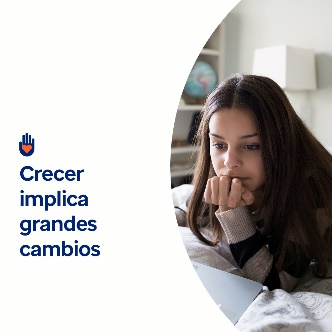 Crecer
implica
grandes
cambios